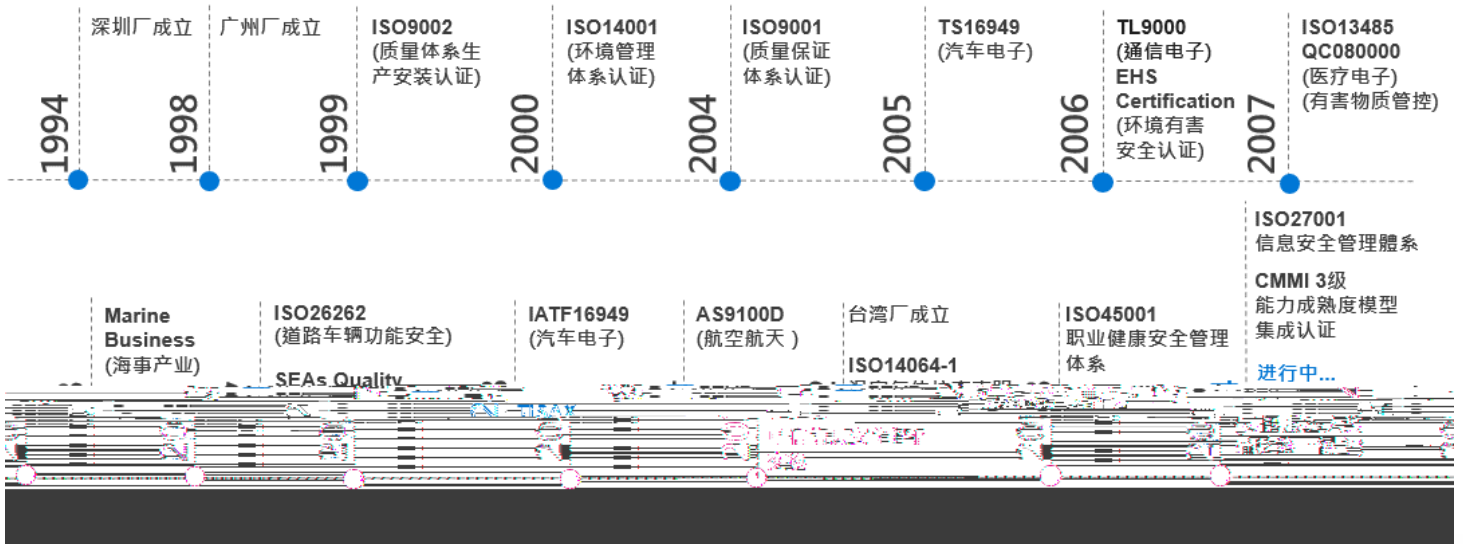 1994
深圳厂成立
1998
广州厂成立
1999
ISO9002
(质量体系生
产安装认证)
2000
ISO14001
(环境管理
体系认证)
2004
ISO9001
(质量保证
体系认证)
2005
TS16949
(汽车电子)
2006
TL9000
(通信电子)
EHS
Certification
(环境有害
安全认证)
2007
ISO13485
QC080000
(医疗电子)
(有害物质管控)
Marine
Business
(海事产业)
ISO26262
(道路车辆功能安全)
SEAs Quality
IATF16949
(汽车电子)
AS9100D
(航空航天 )
台湾厂成立
ISO14064-1
ISO45001
职业健康安全管理
体系
ISO27001
信息安全管理體系
CMMI 3级
能力成熟度模型
集成认证
进行中...
TISAX